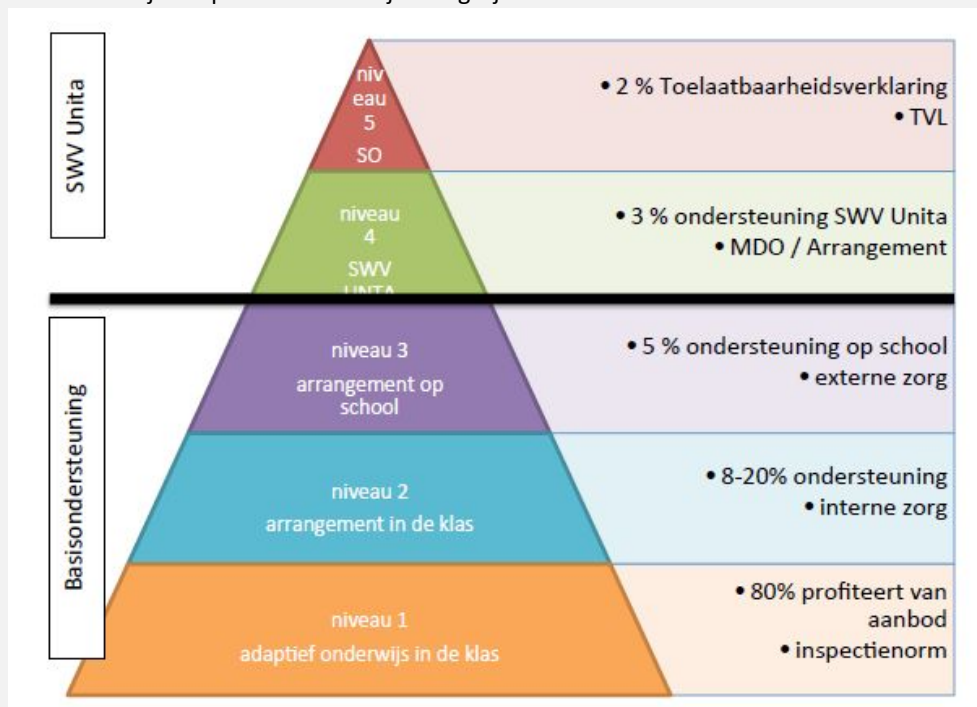 SWV Unita
niv
eau
5
SO
• 2 % Toelaatbaarheidsverklaring
• TVL
niveau
4
SWV
• 3 % ondersteuning SWV Unita
• MDO / Arrangement
Basisondersteuning
niveau 3
arrangement op
school
• 5 % ondersteuning op school
• externe zorg
niveau 2
arrangement in de klas
• 8-20% ondersteuning
• interne zorg
niveau 1
adaptief onderwijs in de klas
• 80% profiteert van
aanbod
• inspectienorm